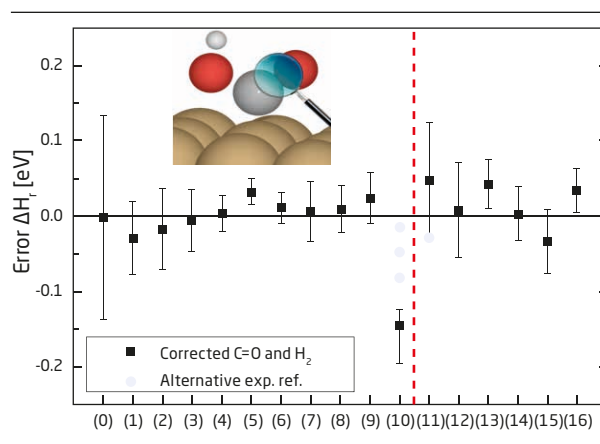 Error ΔHᵣ [eV]
0.2
0.1
0.0
-0.1
-0.2
Corrected C=O and H₂
Alternative exp. ref.
(0) (1) (2) (3) (4) (5) (6) (7) (8) (9) (10) (11) (12) (13) (14) (15) (16)